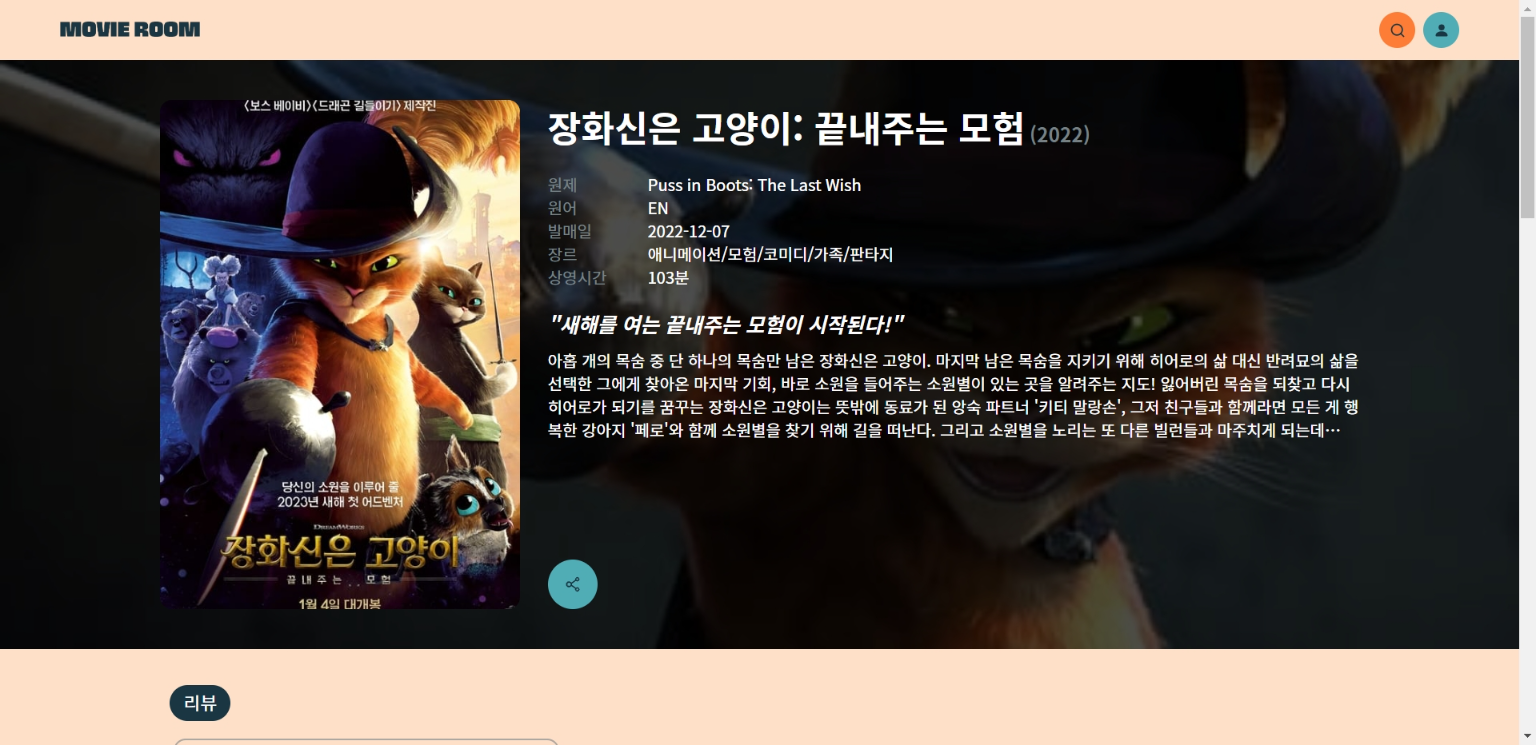 MOVIE ROOM
<보스 베이비><드래곤 길들이기> 제작진
당신의 소원을 이루어 줄
2023년 새해 첫 어드벤처
DREAMWORKS
장화신은 고양이
끝내주는 모험
1월 4일 대개봉
장화신은 고양이: 끝내주는 모험 (2022)
원제 Puss in Boots: The Last Wish
원어 EN
발매일 2022-12-07
장르 애니메이션/모험/코미디/가족/판타지
상영시간 103분
"새해를 여는 끝내주는 모험이 시작된다!"
아홉 개의 목숨 중 단 하나의 목숨만 남은 장화신은 고양이. 마지막 남은 목숨을 지키기 위해 히어로의 삶 대신 반려묘의 삶을
선택한 그에게 찾아온 마지막 기회, 바로 소원을 들어주는 소원별이 있는 곳을 알려주는 지도! 잃어버린 목숨을 되찾고 다시
히어로가 되기를 꿈꾸는 장화신은 고양이는 뜻밖에 동료가 된 앙숙 파트너 '키티 말랑손', 그저 친구들과 함께라면 모든 게 행
복한 강아지 '페로'와 함께 소원별을 찾기 위해 길을 떠난다. 그리고 소원별을 노리는 또 다른 빌런들과 마주치게 되는데…
리뷰